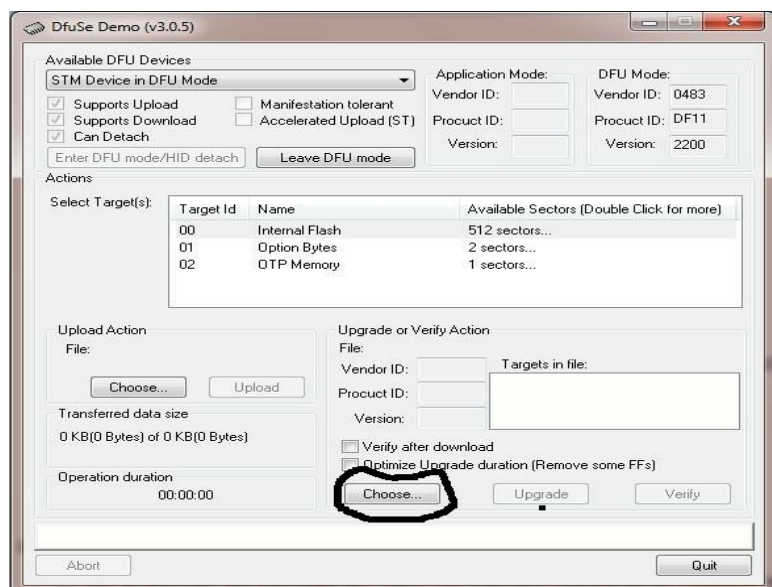 DfuSe Demo (v3.0.5)
Available DFU Devices
STM Device in DFU Mode
Supports Upload
Manifestation tolerant
Supports Download
Accelerated Upload (ST)
Can Detach
Enter DFU mode/HID detach
Leave DFU mode
Application Mode:
Vendor ID:
Procuct ID:
Version:
DFU Mode:
Vendor ID: 0483
Procuct ID: DF11
Version: 2200
Actions
Select Target(s):
Target Id Name Available Sectors (Double Click for more)
00 Internal Flash 512 sectors...
01 Option Bytes 2 sectors...
02 OTP Memory 1 sectors...
Upload Action
File:
Choose... Upload
Transferred data size
0 KB(0 Bytes) of 0 KB(0 Bytes)
Operation duration
00:00:00
Upgrade or Verify Action
File:
Vendor ID:
Procuct ID:
Version:
Targets in file:
Verify after download
Optimize Upgrade duration (Remove some FFs)
Choose... Upgrade Verify
Abort Quit